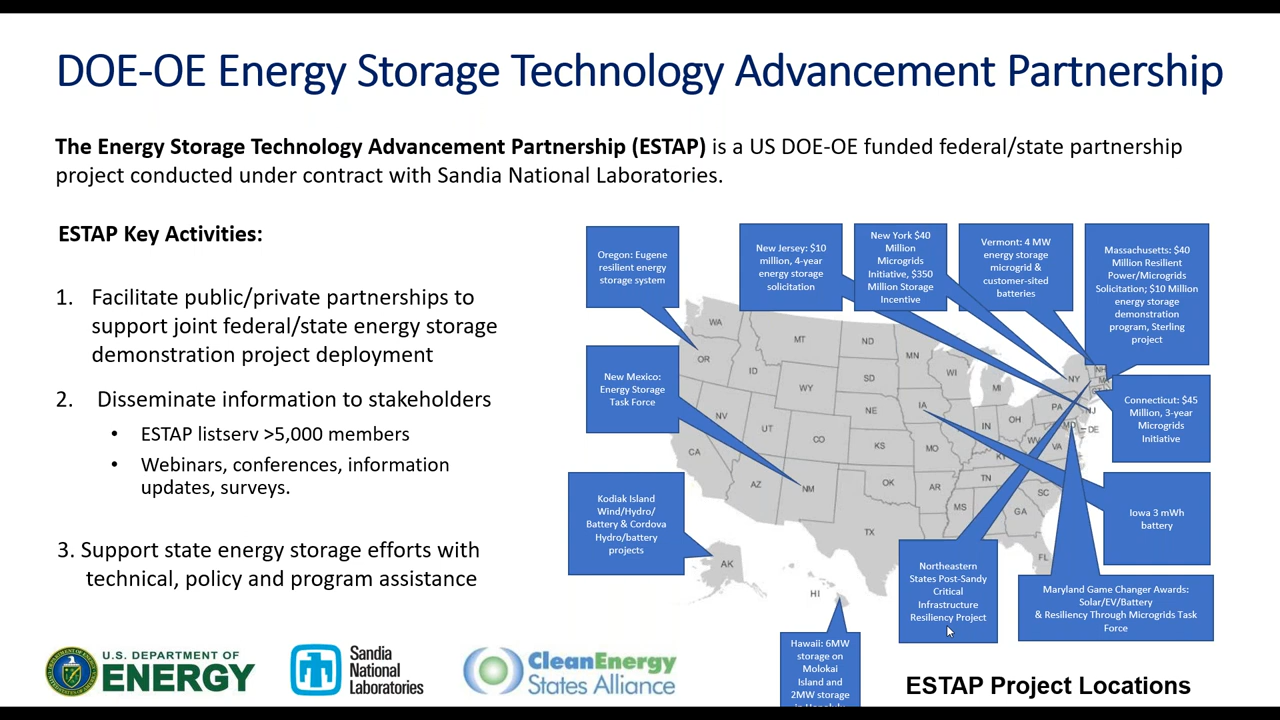 DOE-OE Energy Storage Technology Advancement Partnership
The Energy Storage Technology Advancement Partnership (ESTAP) is a US DOE-OE funded federal/state partnership
project conducted under contract with Sandia National Laboratories.
ESTAP Key Activities:
1. Facilitate public/private partnerships to
support joint federal/state energy storage
demonstration project deployment
2. Disseminate information to stakeholders
• ESTAP listserv >5,000 members
• Webinars, conferences, information
updates, surveys.
3. Support state energy storage efforts with
technical, policy and program assistance
Oregon: Eugene
resilient energy
storage system
New Jersey: $10
million, 4-year
energy storage
solicitation
New York $40
Million
Microgrids
Initiative, $350
Million Storage
Incentive
Vermont: 4 MW
energy storage
microgrid &
customer-sited
batteries
Massachusetts: $40
Million Resilient
Power/Microgrids
Solicitation; $10 Million
energy storage
demonstration
program, Sterling
project
New Mexico:
Energy Storage
Task Force
Connecticut: $45
Million, 3-year
Microgrids
Initiative
Kodiak Island
Wind/Hydro/
Battery & Cordova
Hydro/battery
projects
Iowa 3 mWh
battery
Northeastern
States Post-Sandy
Critical
Infrastructure
Resiliency Project
Maryland Game Changer Awards:
Solar/EV/Battery
& Resiliency Through Microgrids Task
Force
Hawaii: 6MW
storage on
Molokai
Island and
2MW storage
WA
MT
ND
MN
OR
ID
SD
WI
MI
NY
NH
WY
NV
NE
IA
PA
NJ
UT
CO
IN
OH
MD
DE
CA
KS
MO
WV
VA
KY
AZ
NM
OK
AR
TN
SC
MS
GA
TX
FL
AK
HI
U.S. DEPARTMENT OF
ENERGY
Sandia
National
Laboratories
CleanEnergy
States Alliance
ESTAP Project Locations